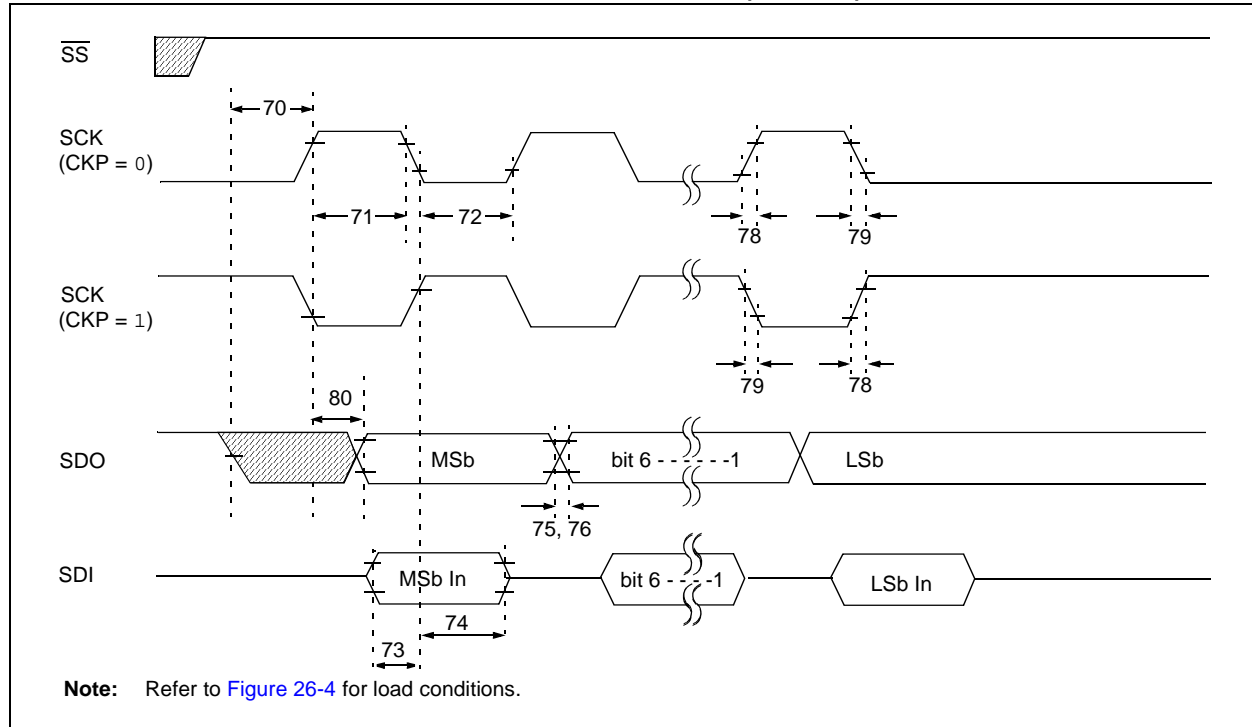 SS
70
SCK
(CKP = 0)
71
72
78
79
SCK
(CKP = 1)
79
78
80
SDO
MSb
bit 6 - - - - - -1
LSb
75, 76
SDI
MSb In
bit 6 - - - -1
LSb In
74
73
Note: Refer to Figure 26-4 for load conditions.